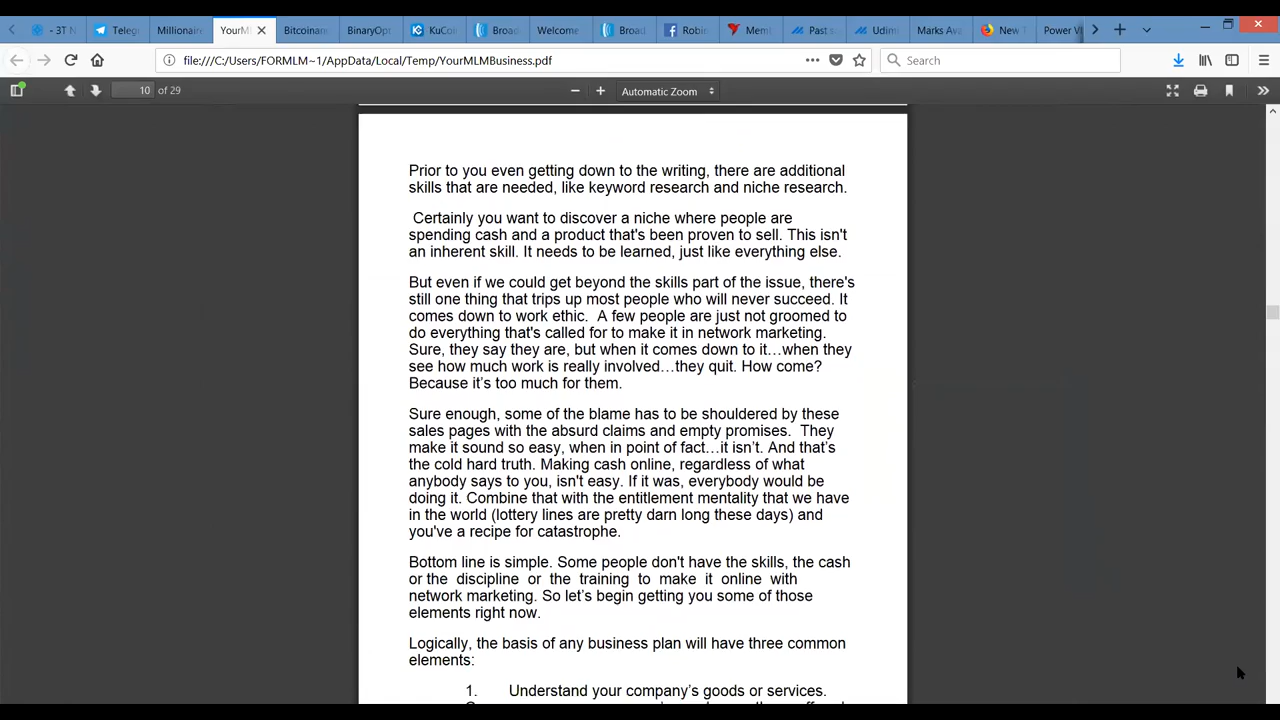 - 3T N
Teleg
Millionaire
YourML
Bitcoinand
BinaryOpt
KuCoi
Broad
Welcome
Broad
Robin
Memb
Past s
Udimi
Marks Ava
New T
Power Vi
file:///C:/Users/FORMLM~1/AppData/Local/Temp/YourMLMBusiness.pdf
Search
10 of 29
Automatic Zoom
Prior to you even getting down to the writing, there are additional
skills that are needed, like keyword research and niche research.
Certainly you want to discover a niche where people are
spending cash and a product that's been proven to sell. This isn't
an inherent skill. It needs to be learned, just like everything else.
But even if we could get beyond the skills part of the issue, there's
still one thing that trips up most people who will never succeed. It
comes down to work ethic.  A few people are just not groomed to
do everything that's called for to make it in network marketing.
Sure, they say they are, but when it comes down to it…when they
see how much work is really involved…they quit. How come?
Because it's too much for them.
Sure enough, some of the blame has to be shouldered by these
sales pages with the absurd claims and empty promises.  They
make it sound so easy, when in point of fact…it isn't. And that's
the cold hard truth. Making cash online, regardless of what
anybody says to you, isn't easy. If it was, everybody would be
doing it. Combine that with the entitlement mentality that we have
in the world (lottery lines are pretty darn long these days) and
you've a recipe for catastrophe.
Bottom line is simple. Some people don't have the skills, the cash
or the discipline or the training to make it online with
network marketing. So let's begin getting you some of those
elements right now.
Logically, the basis of any business plan will have three common
elements:
1. Understand your company's goods or services.